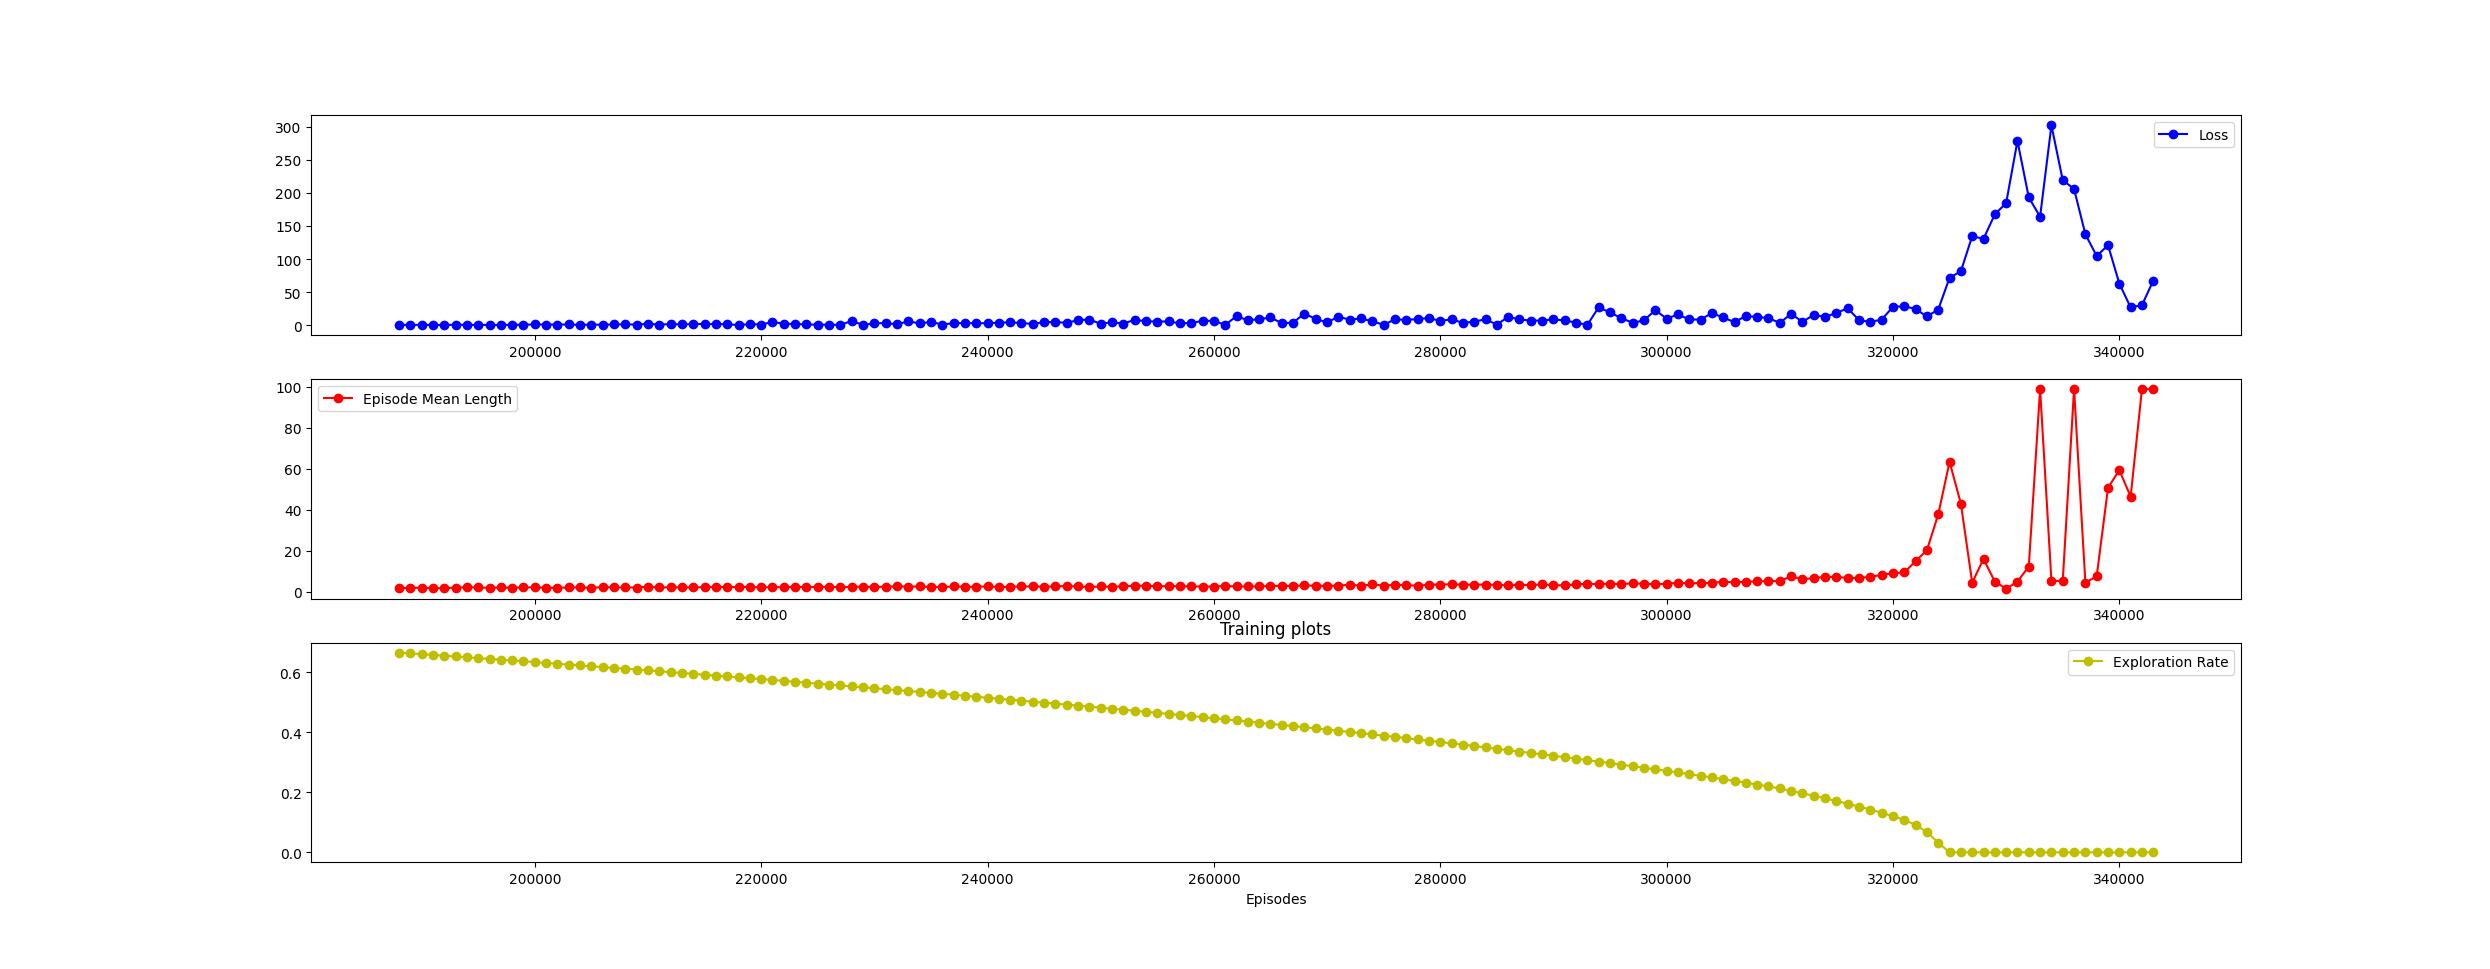 300
250
200
150
100
50
0
Loss
200000 220000 240000 260000 280000 300000 320000 340000
100
80
60
40
20
0
Episode Mean Length
200000 220000 240000 260000 280000 300000 320000 340000
Training plots
0.6
0.4
0.2
0.0
Exploration Rate
200000 220000 240000 260000 280000 300000 320000 340000
Episodes